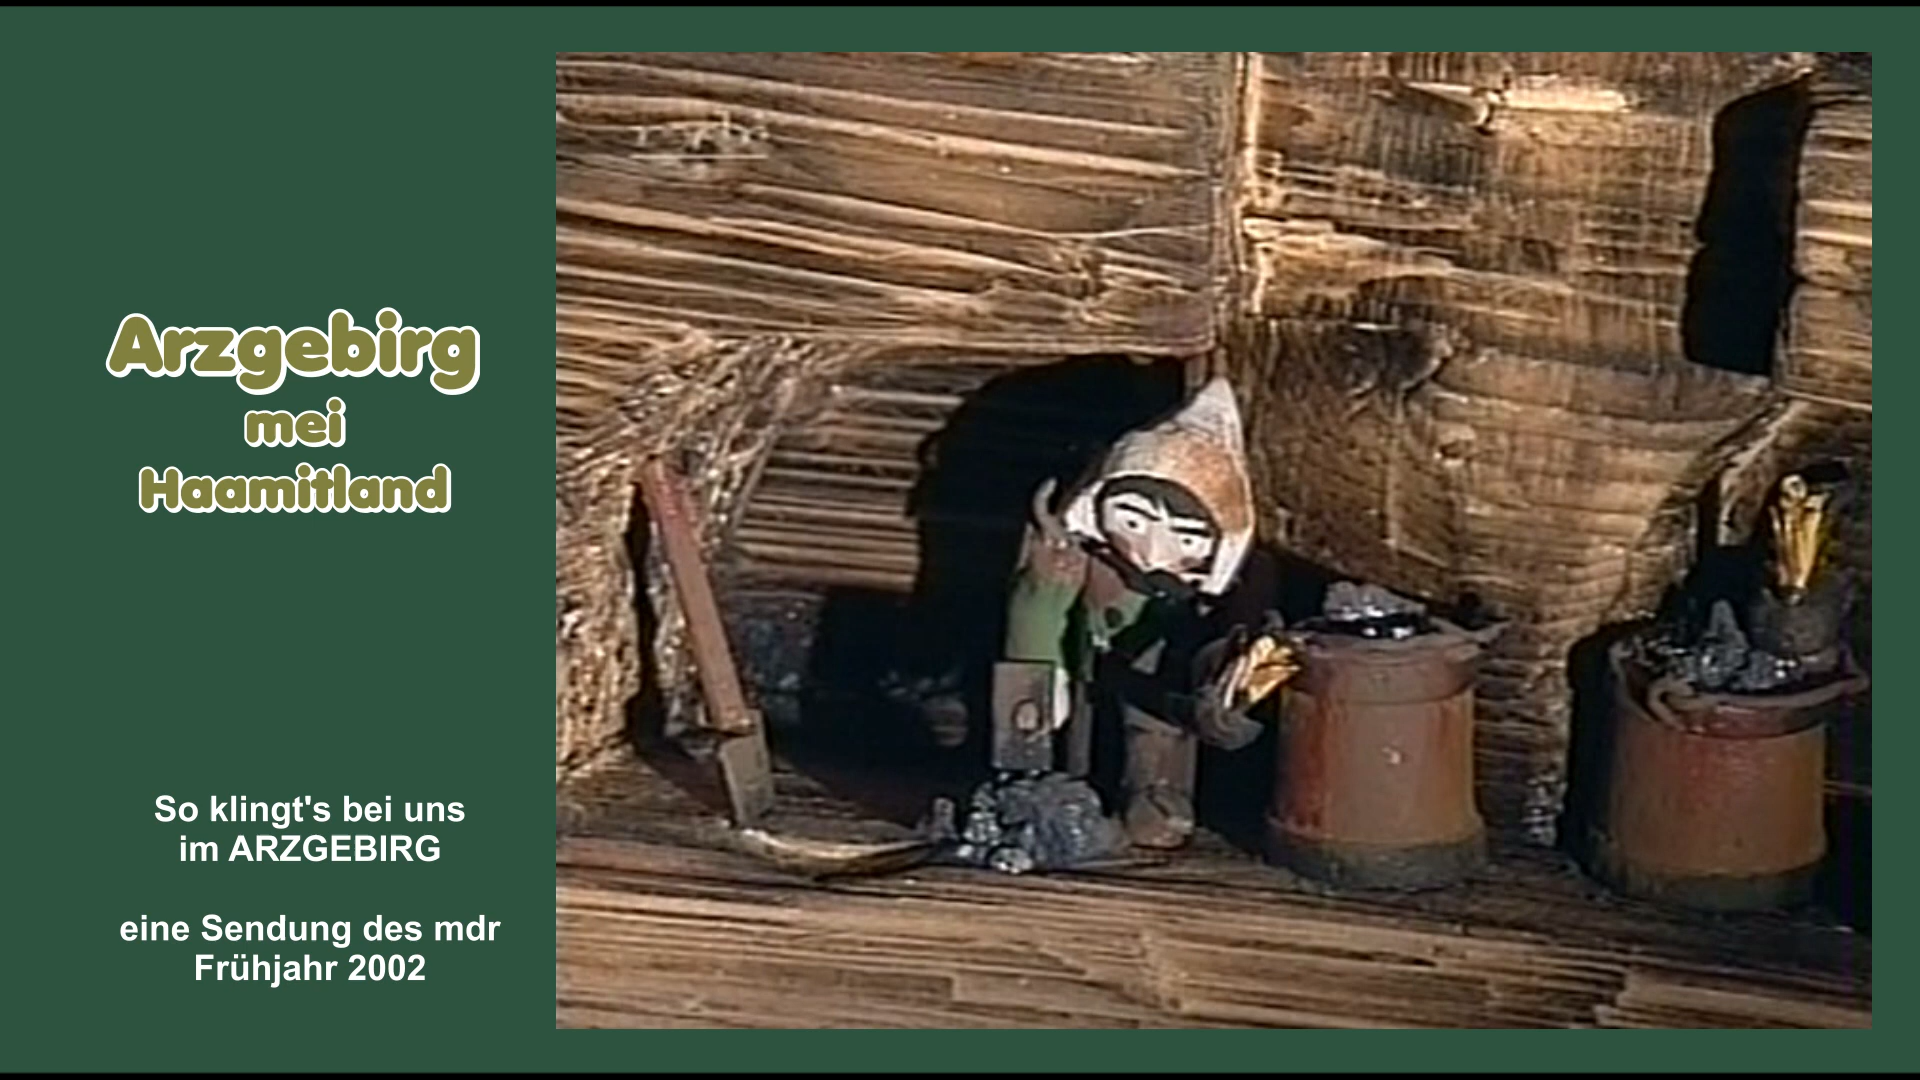 Arzgebirg
mei
Haamitland
So klingt's bei uns
im ARZGEBIRG
eine Sendung des mdr
Frühjahr 2002